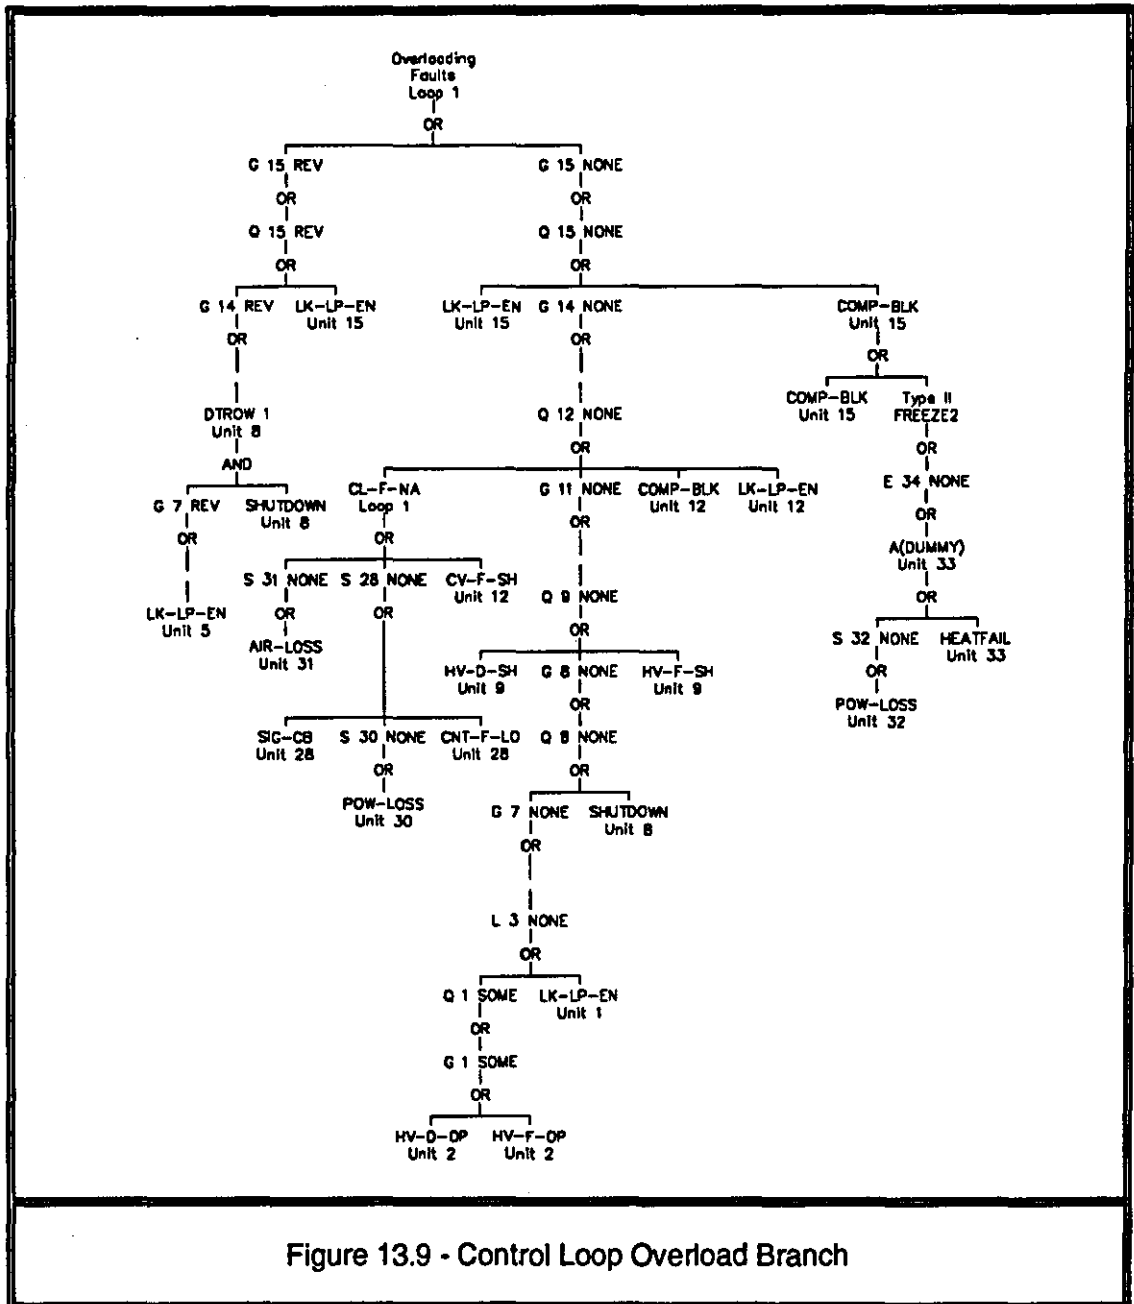 Overloading
Faults
Loop 1
OR
G 15 REV
G 15 NONE
OR
OR
Q 15 REV
Q 15 NONE
OR
OR
G 14 REV
LK-LP-EN
Unit 15
LK-LP-EN
Unit 15
G 14 NONE
COMP-BLK
Unit 15
OR
OR
OR
COMP-BLK
Unit 15
Type II
FREEZE2
DTROW 1
Unit 8
Q 12 NONE
OR
OR
AND
E 34 NONE
G 7 REV
SHUTDOWN
Unit 8
CL-F-NA
Loop 1
G 11 NONE
COMP-BLK
Unit 12
LK-LP-EN
Unit 12
OR
OR
OR
OR
A(DUMMY)
Unit 33
S 31 NONE
S 28 NONE
CV-F-SH
Unit 12
Q 9 NONE
OR
LK-LP-EN
Unit 5
OR
OR
OR
AIR-LOSS
Unit 31
S 32 NONE
HEATFAIL
Unit 33
HV-D-SH
Unit 9
G 8 NONE
HV-F-SH
Unit 9
OR
OR
POW-LOSS
Unit 32
SIG-CB
Unit 28
S 30 NONE
CNT-F-LO
Unit 28
Q 8 NONE
OR
OR
POW-LOSS
Unit 30
G 7 NONE
SHUTDOWN
Unit 8
OR
L 3 NONE
OR
Q 1 SOME
LK-LP-EN
Unit 1
OR
G 1 SOME
OR
HV-D-OP
Unit 2
HV-F-OP
Unit 2
Figure 13.9 - Control Loop Overload Branch